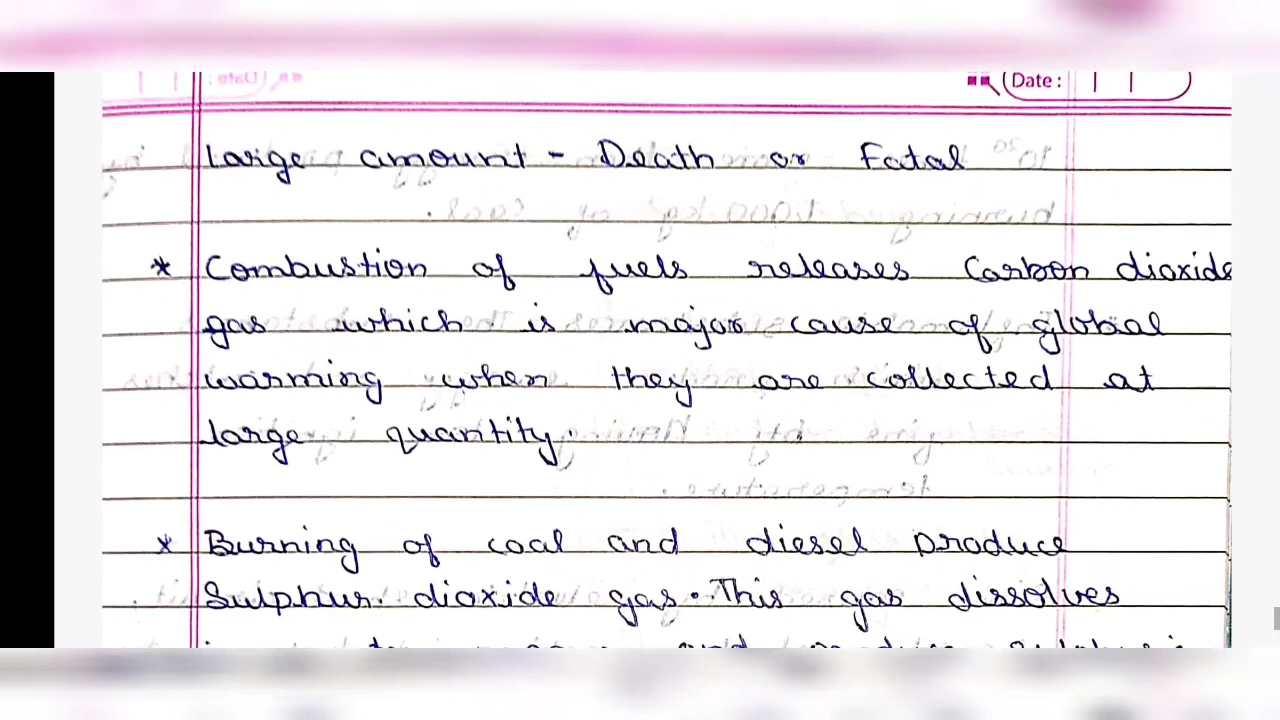 Date :
Large amount - Death or Fatal
* Combustion of fuels releases Carbon dioxide
gas which is major cause of global
warming when they are collected at
large quantity.
* Burning of coal and diesel produce
Sulphur. dioxide gas. This gas dissolves